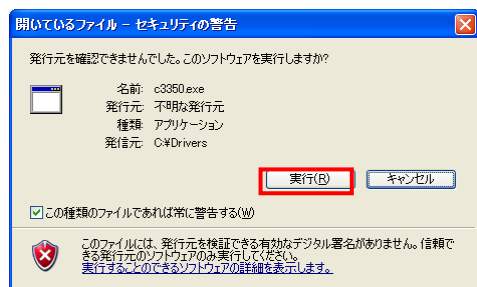 開いているファイル - セキュリティの警告
発行元を確認できませんでした。このソフトウェアを実行しますか?
名前: c3350.exe
発行元: 不明な発行元
種類: アプリケーション
発信元: C:¥Drivers
実行(R)
キャンセル
この種類のファイルであれば常に警告する(W)
このファイルには、発行元を検証できる有効なデジタル署名がありません。信頼で
きる発行元のソフトウェアのみ実行してください。
実行することのできるソフトウェアの詳細を表示します。